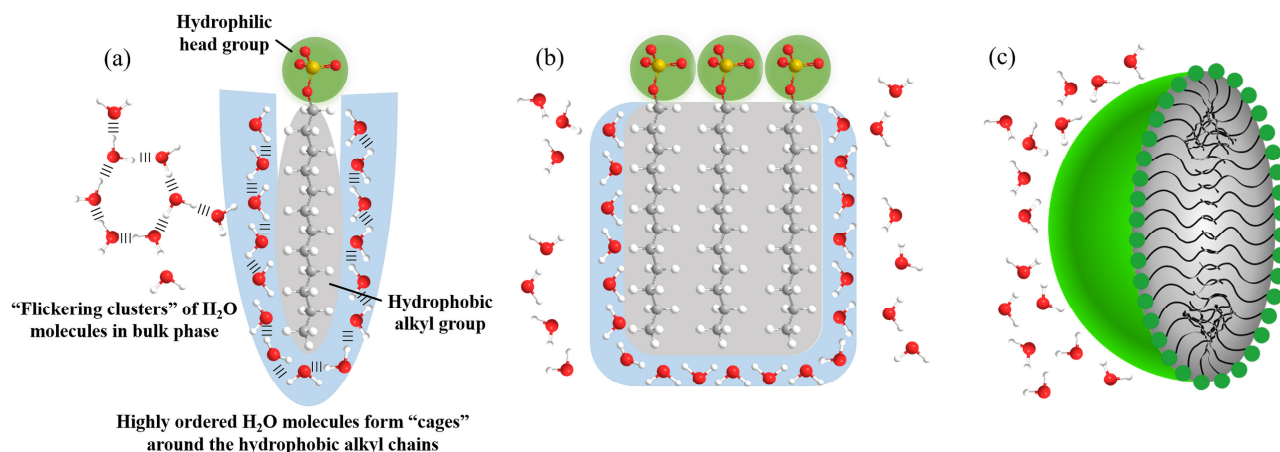 (a)
Hydrophilic
head group
"Flickering clusters" of H₂O
molecules in bulk phase
Hydrophobic
alkyl group
Highly ordered H₂O molecules form "cages"
around the hydrophobic alkyl chains
(b)
(c)